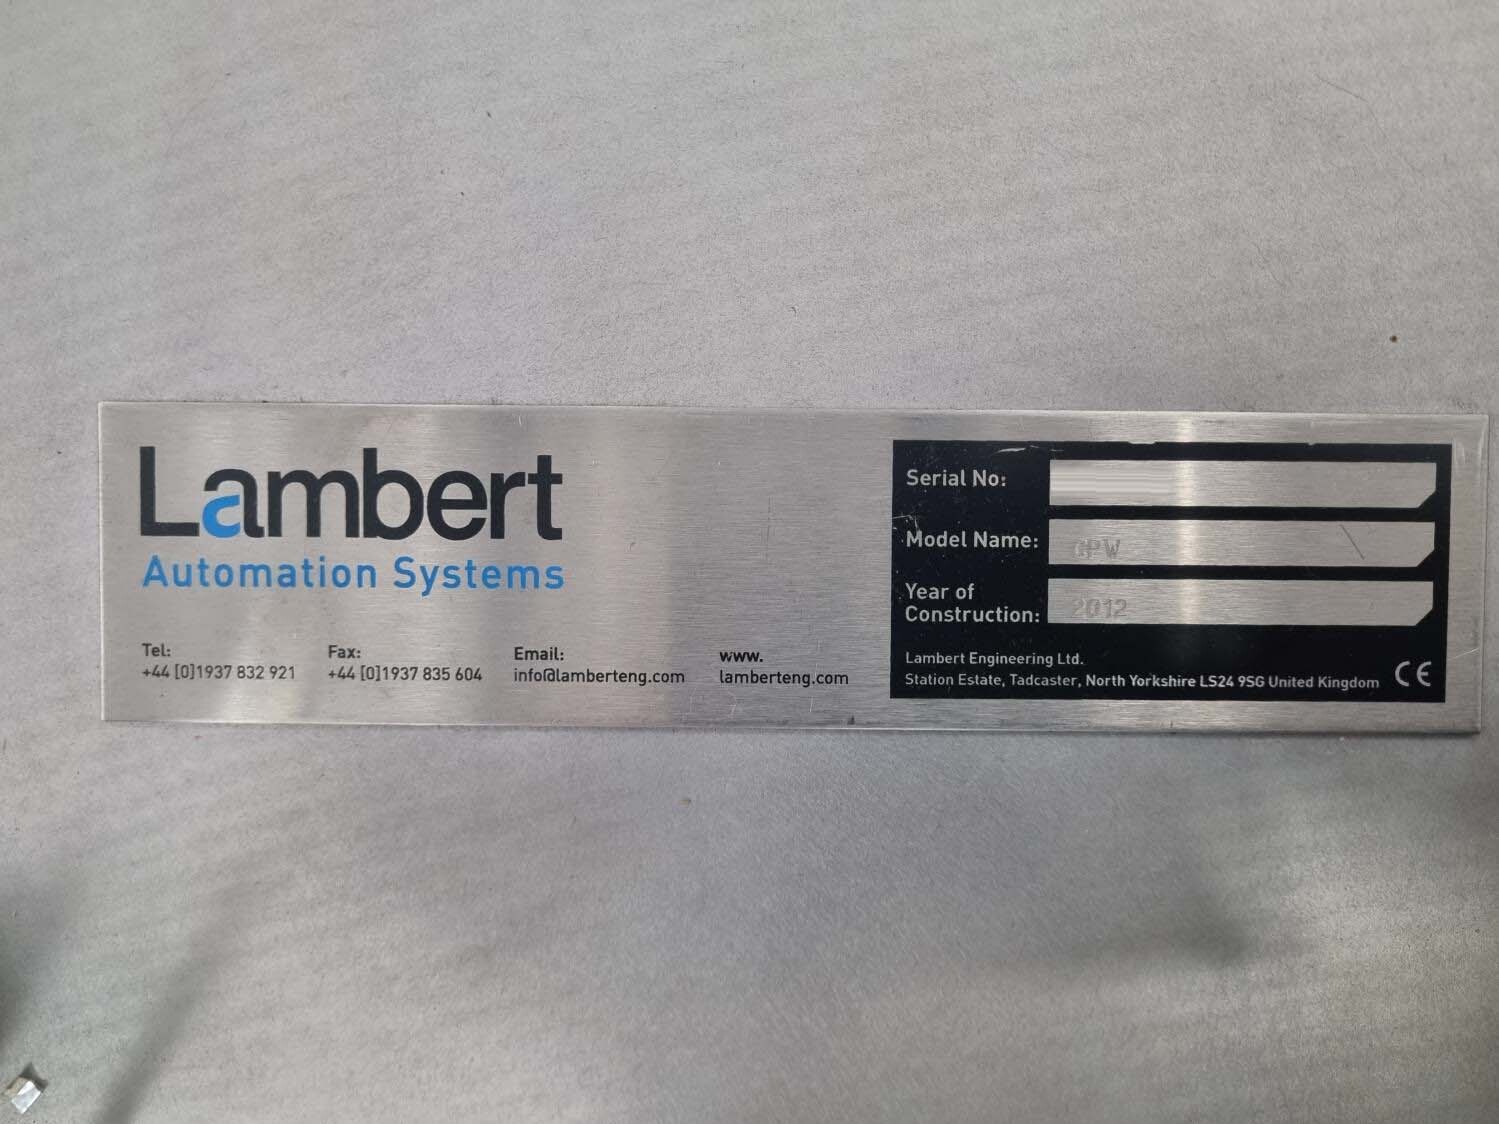 Lambert
Automation Systems
Tel:
+44 [0]1937 832 921
Fax:
+44 [0]1937 835 604
Email:
info@lamberteng.com
www.
lamberteng.com
Serial No:
Model Name: GPW
Year of
Construction: 2012
Lambert Engineering Ltd.
Station Estate, Tadcaster, North Yorkshire LS24 9SG United Kingdom CE